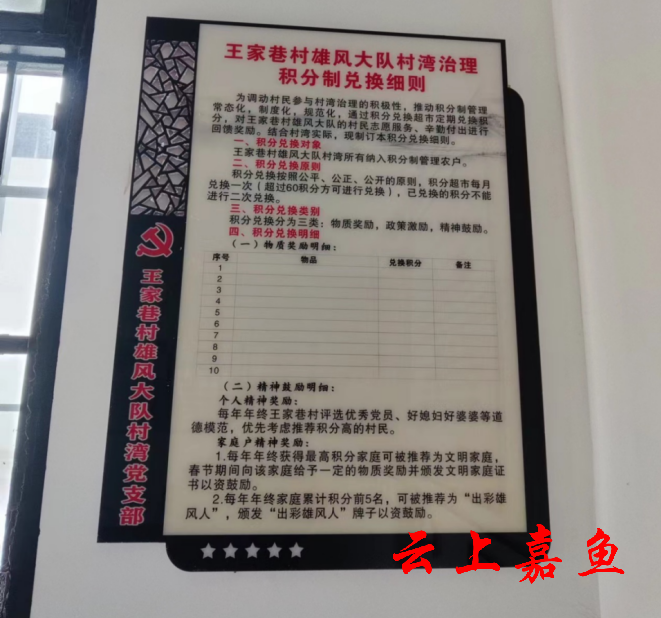 王家巷村雄风大队村湾治理
积分制兑换细则
为调动村民参与村湾治理的积极性，推动积分制管理
常态化，制度化，规范化，通过积分兑换超市定期兑换积
分，对王家巷村雄风大队的村民志愿服务、辛勤付出进行
回馈奖励。结合村湾实际，现制订本积分兑换细则。
一、积分兑换对象
王家巷村雄风大队村湾所有纳入积分制管理农户。
二、积分兑换原则
积分兑换按照公平、公正、公开的原则，积分超市每月
兑换一次（超过60积分方可进行兑换），已兑换的积分不能
进行二次兑换。
三、积分兑换类别
积分兑换分为三类：物质奖励，政策激励，精神鼓励。
四、积分兑换明细
（一）物质奖励明细：
序号 物品 兑换积分 备注
1
2
3
4
5
6
7
8
9
10
（二）精神鼓励明细：
个人精神奖励：
每年年终王家巷村评选优秀党员、好媳妇好婆婆等道
德模范，优先考虑推荐积分高的村民。
家庭户精神奖励：
1.每年年终获得最高积分家庭可被推荐为文明家庭，
春节期间向该家庭给予一定的物质奖励并颁发文明家庭证
书以资鼓励。
2.每年年终家庭累计积分前5名，可被推荐为“出彩雄
风人”，颁发“出彩雄风人”牌子以资鼓励。
王家巷村雄风大队村湾党支部
云上嘉鱼